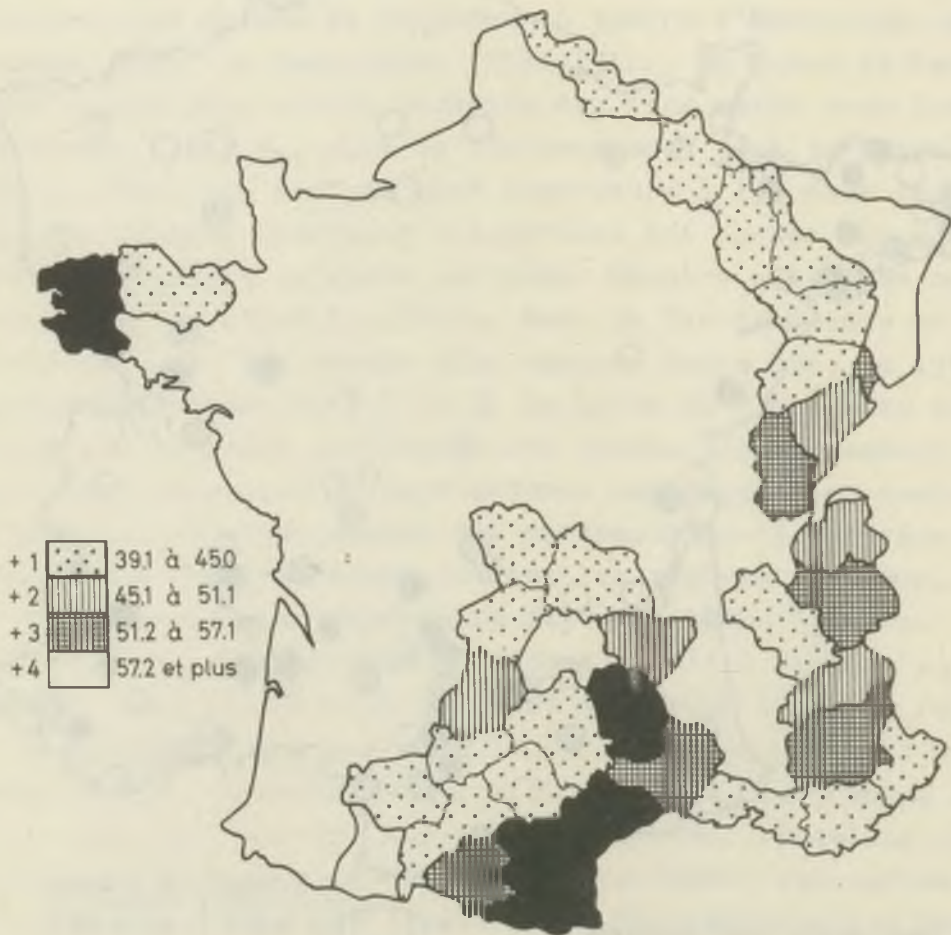 +1 39.1 à 45.0
+2 45.1 à 51.1
+3 51.2 à 57.1
+4 57.2 et plus